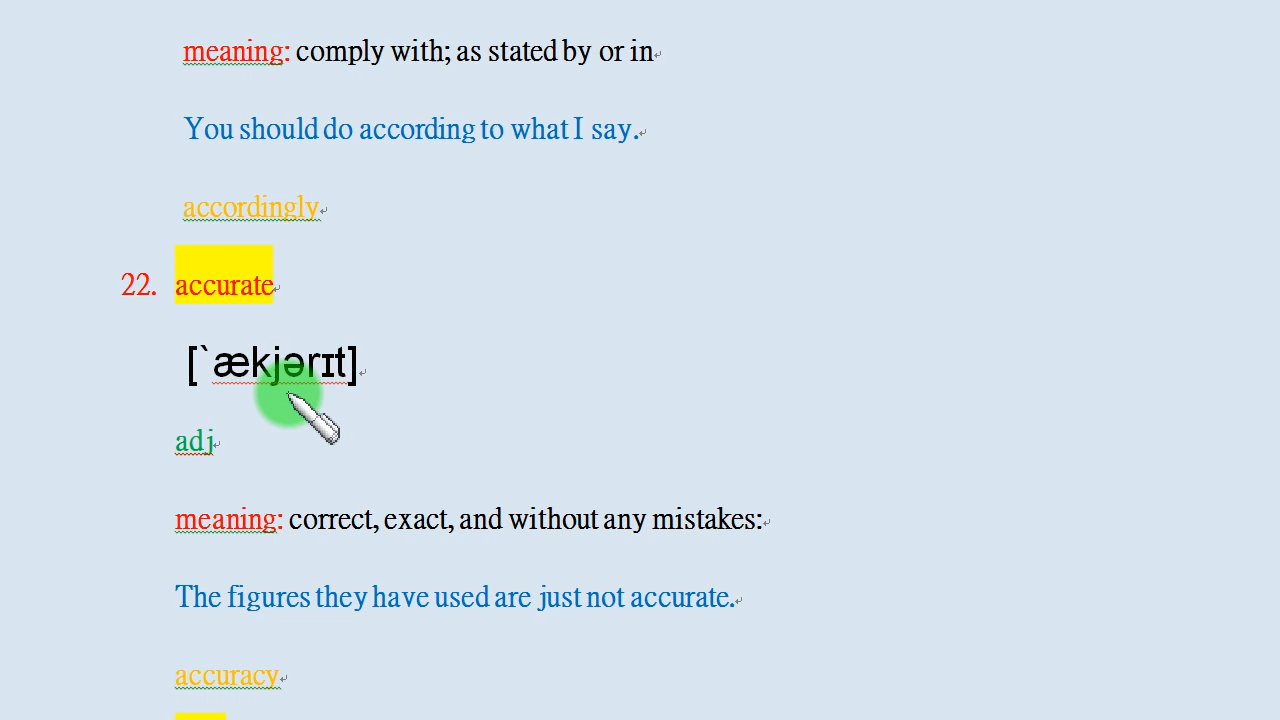 meaning: comply with; as stated by or in
You should do according to what I say.
accordingly
22. accurate
[`ækjərɪt]
adj
meaning: correct, exact, and without any mistakes:
The figures they have used are just not accurate.
accuracy